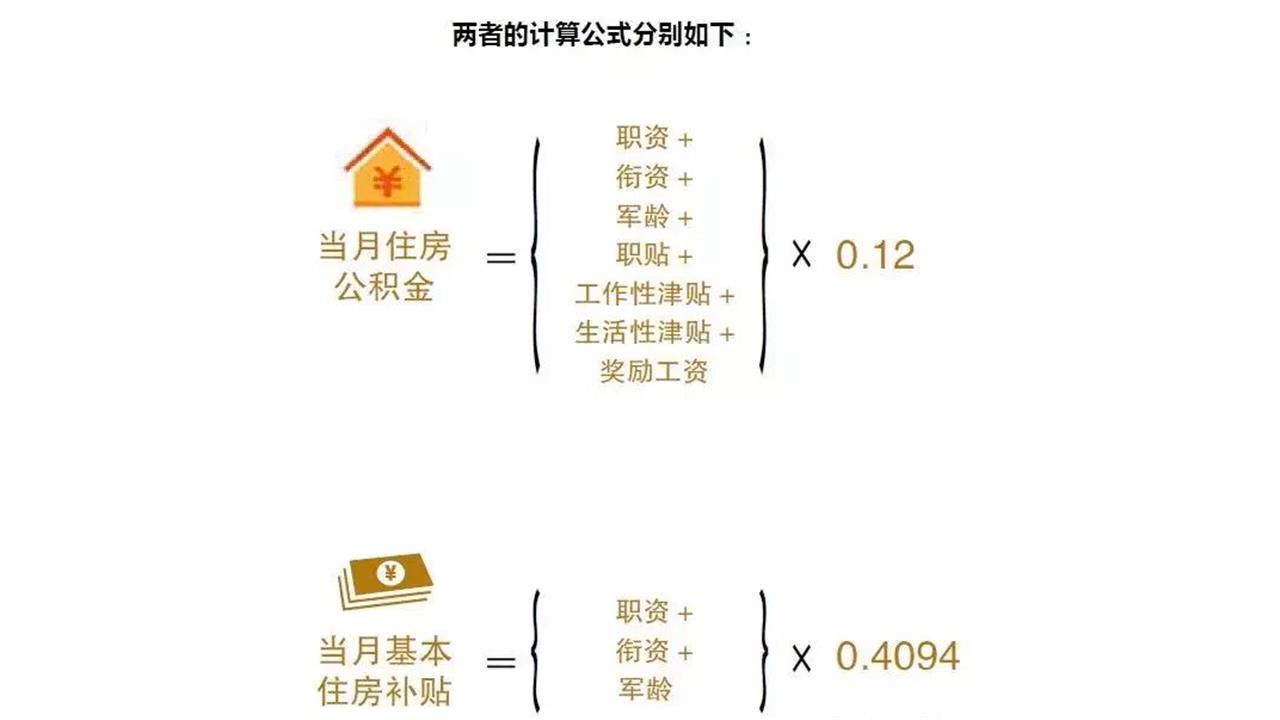 两者的计算公式分别如下：
¥
当月住房
公积金
=
职资 +
衔资 +
军龄 +
职贴 +
工作性津贴 +
生活性津贴 +
奖励工资
X 0.12
¥
当月基本
住房补贴
=
职资 +
衔资 +
军龄
X 0.4094